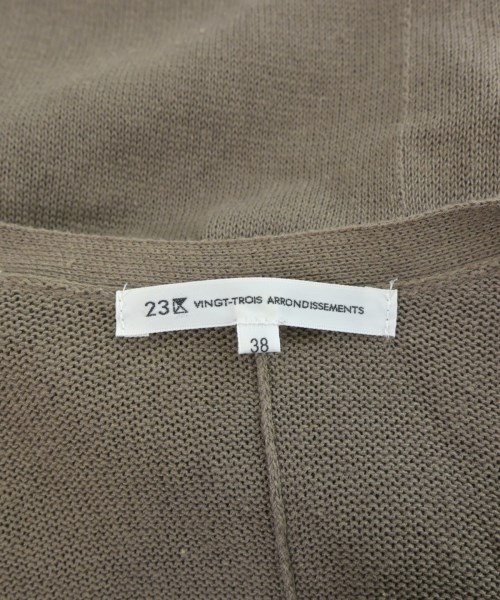 23区 VINGT-TROIS ARRONDISSEMENTS
38